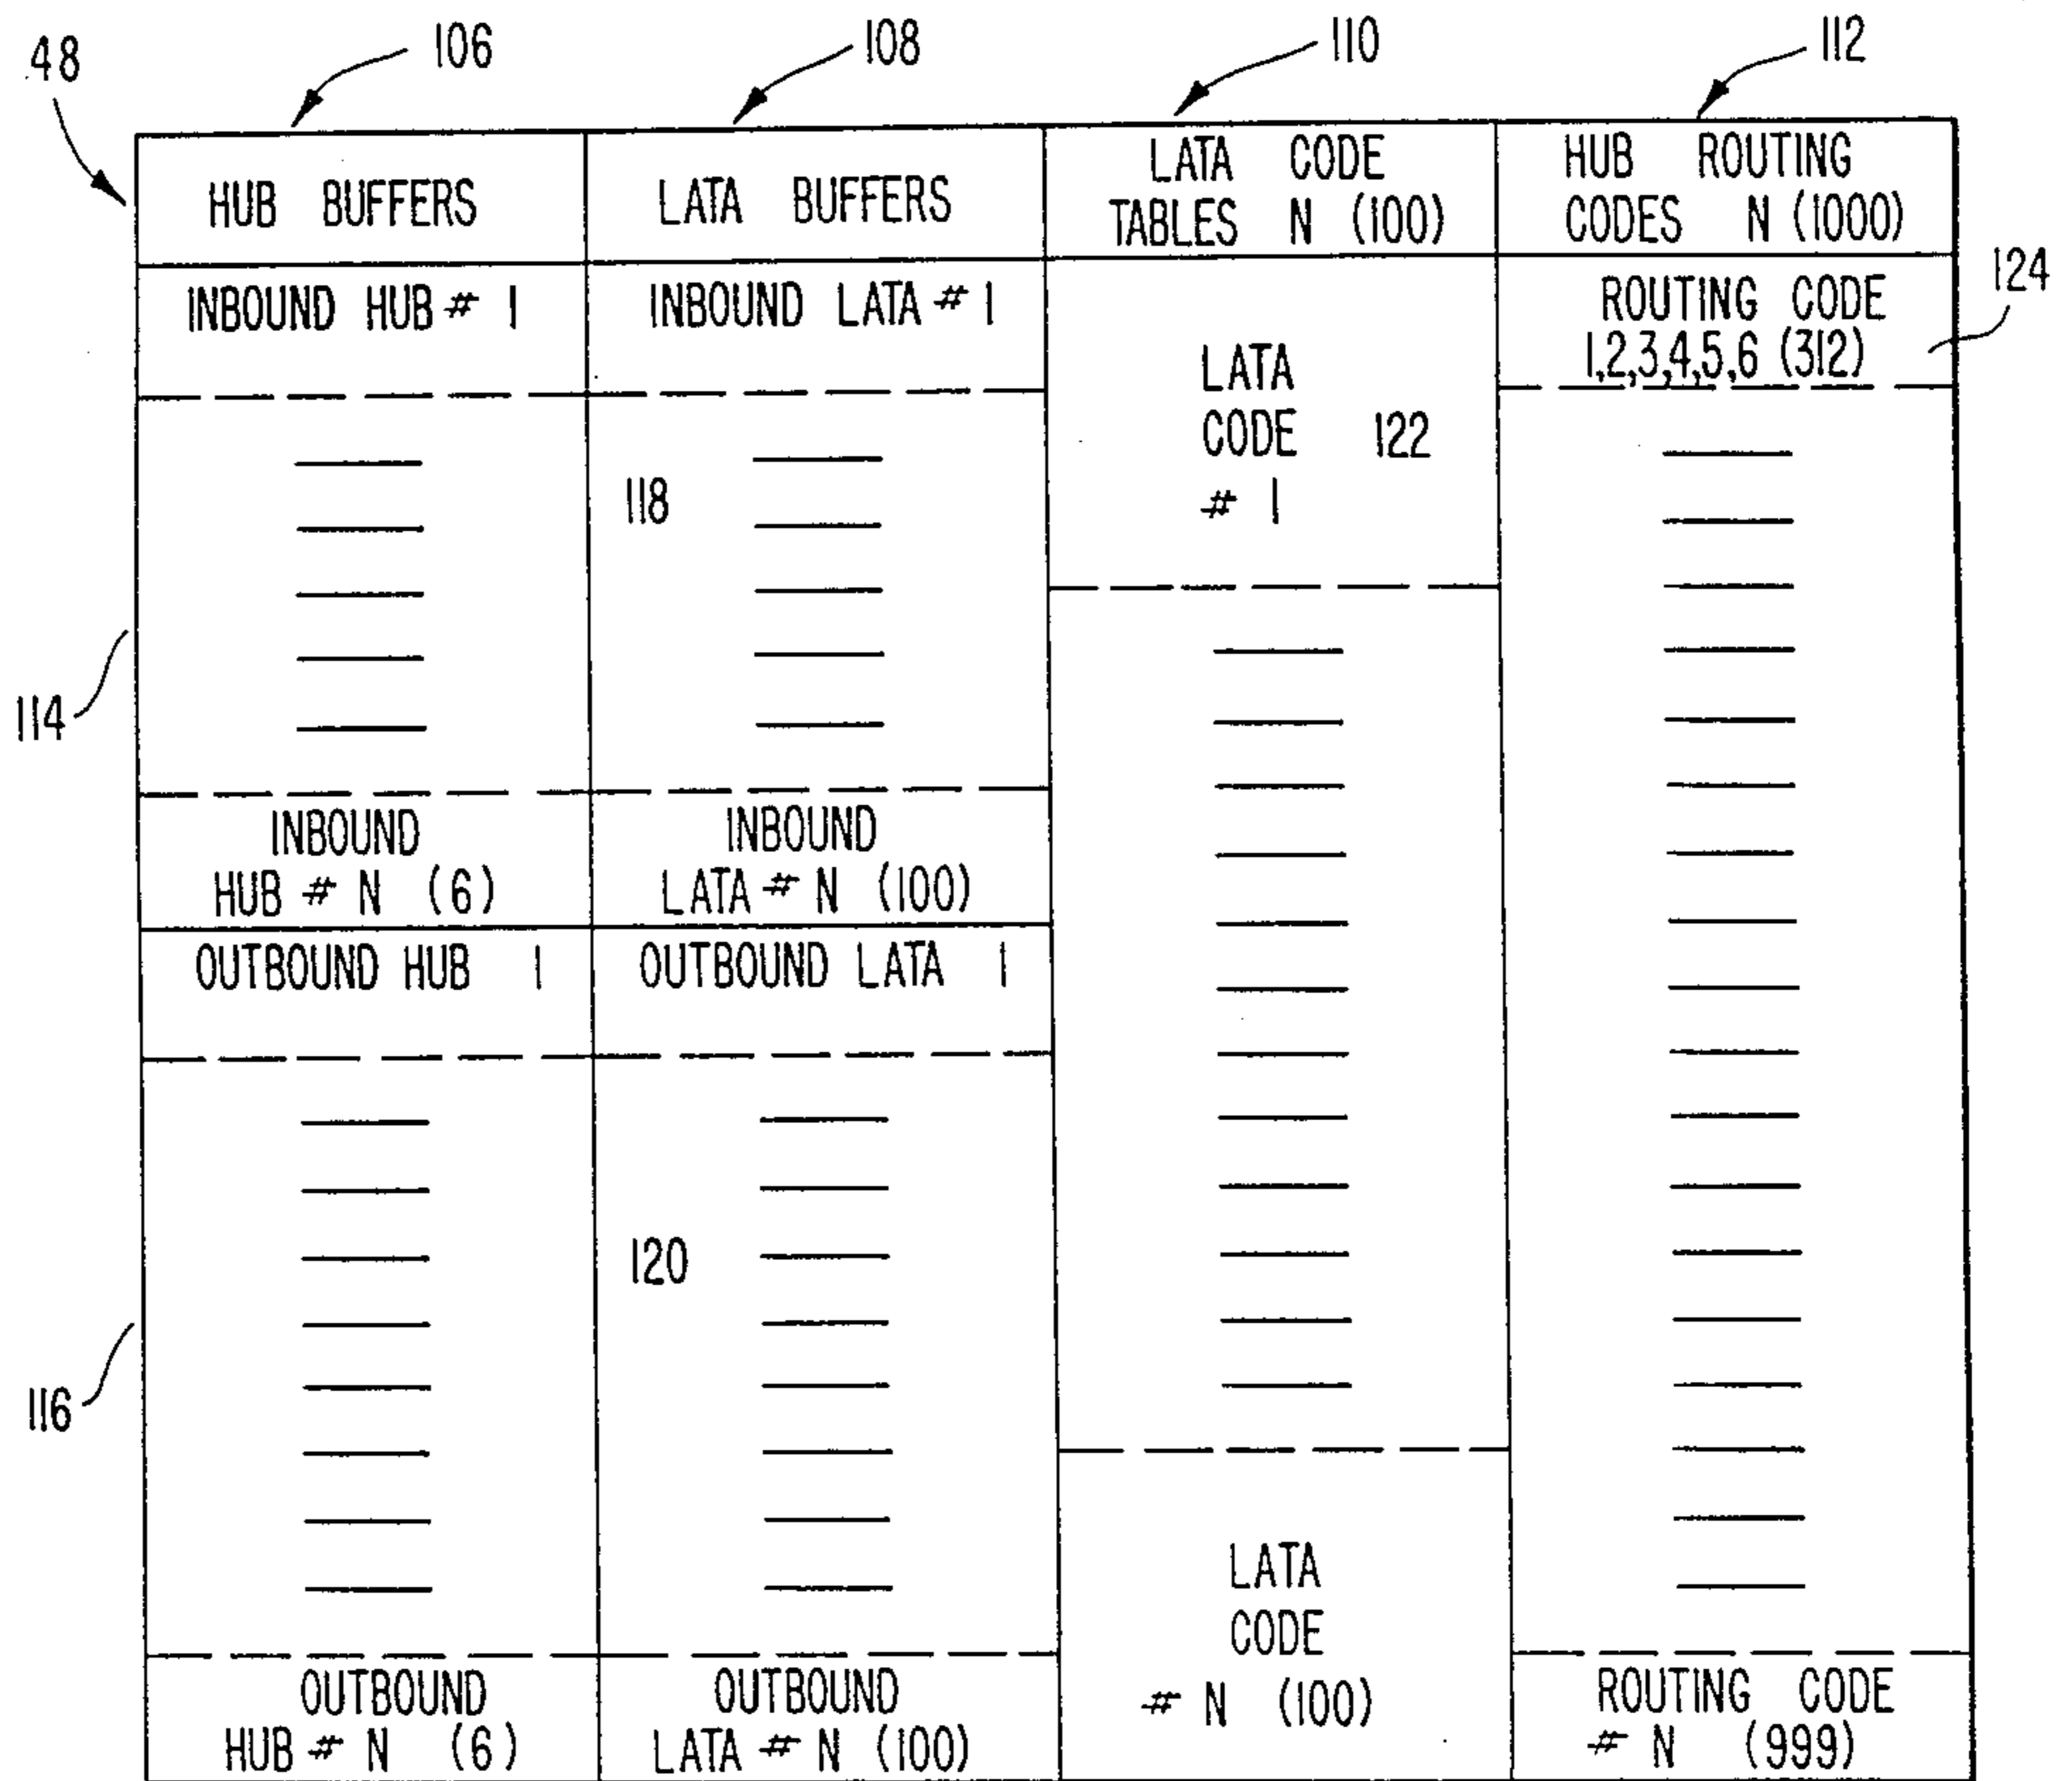 48
106
108
110
112
HUB BUFFERS
LATA BUFFERS
LATA CODE
TABLES N (100)
HUB ROUTING
CODES N (1000)
124
INBOUND HUB # 1
INBOUND LATA # 1
LATA
CODE 122
# 1
ROUTING CODE
1,2,3,4,5,6 (312)
118
114
INBOUND
HUB # N (6)
INBOUND
LATA # N (100)
OUTBOUND HUB 1
OUTBOUND LATA 1
120
116
OUTBOUND
HUB # N (6)
OUTBOUND
LATA # N (100)
LATA
CODE
# N (100)
ROUTING CODE
# N (999)